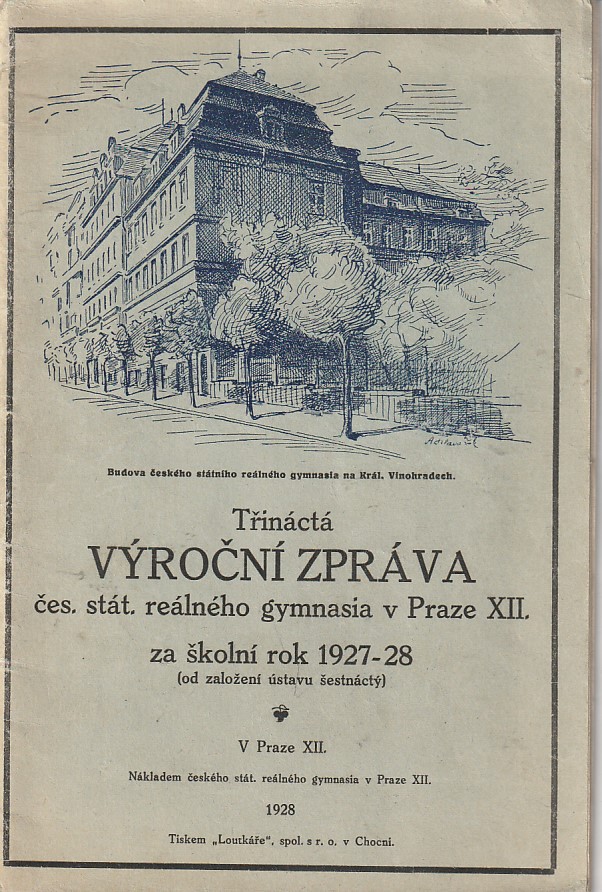 Budova českého státního reálného gymnasia na Král. Vinohradech.
Třináctá
VÝROČNÍ ZPRÁVA
čes. stát. reálného gymnasia v Praze XII.
za školní rok 1927-28
(od založení ústavu šestnáctý)
V Praze XII.
Nákladem českého stát. reálného gymnasia v Praze XII.
1928
Tiskem „Loutkáře“, spol. s r. o. v Chocni.